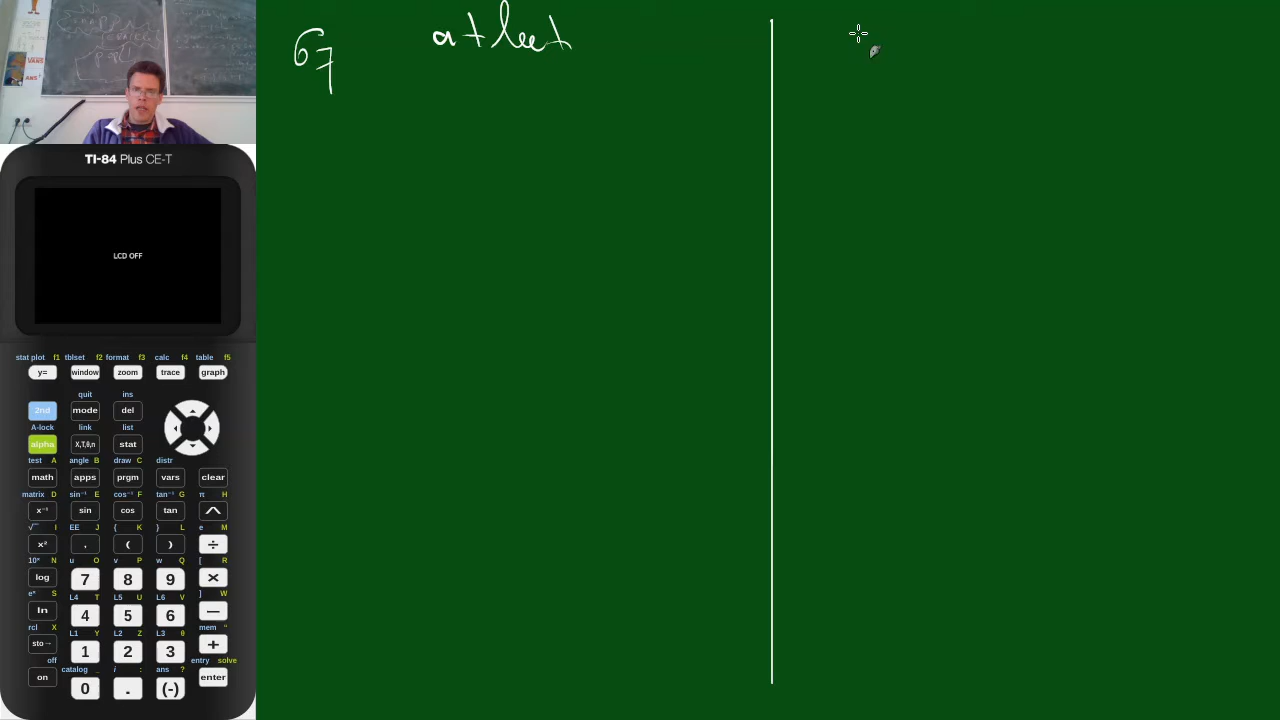 67 atleet
TI-84 Plus CE-T
LCD OFF
stat plot f1 tblset f2 format f3 calc f4 table f5
y= window zoom trace graph
quit ins
2nd mode del
A-lock link list
alpha X,T,θ,n stat
test A angle B draw C distr
math apps prgm vars clear
matrix D sin⁻¹ E cos⁻¹ F tan⁻¹ G π H
x⁻¹ sin cos tan ^
√‾ I EE J { K } L e M
x² , ( ) ÷
10ˣ N u O v P w Q [ R
log 7 8 9 ×
eˣ S L4 T L5 U L6 V ] W
ln 4 5 6 —
rcl X L1 Y L2 Z L3 θ mem "
sto→ 1 2 3 +
off catalog _ i : ans ? entry solve
on 0 . (-) enter